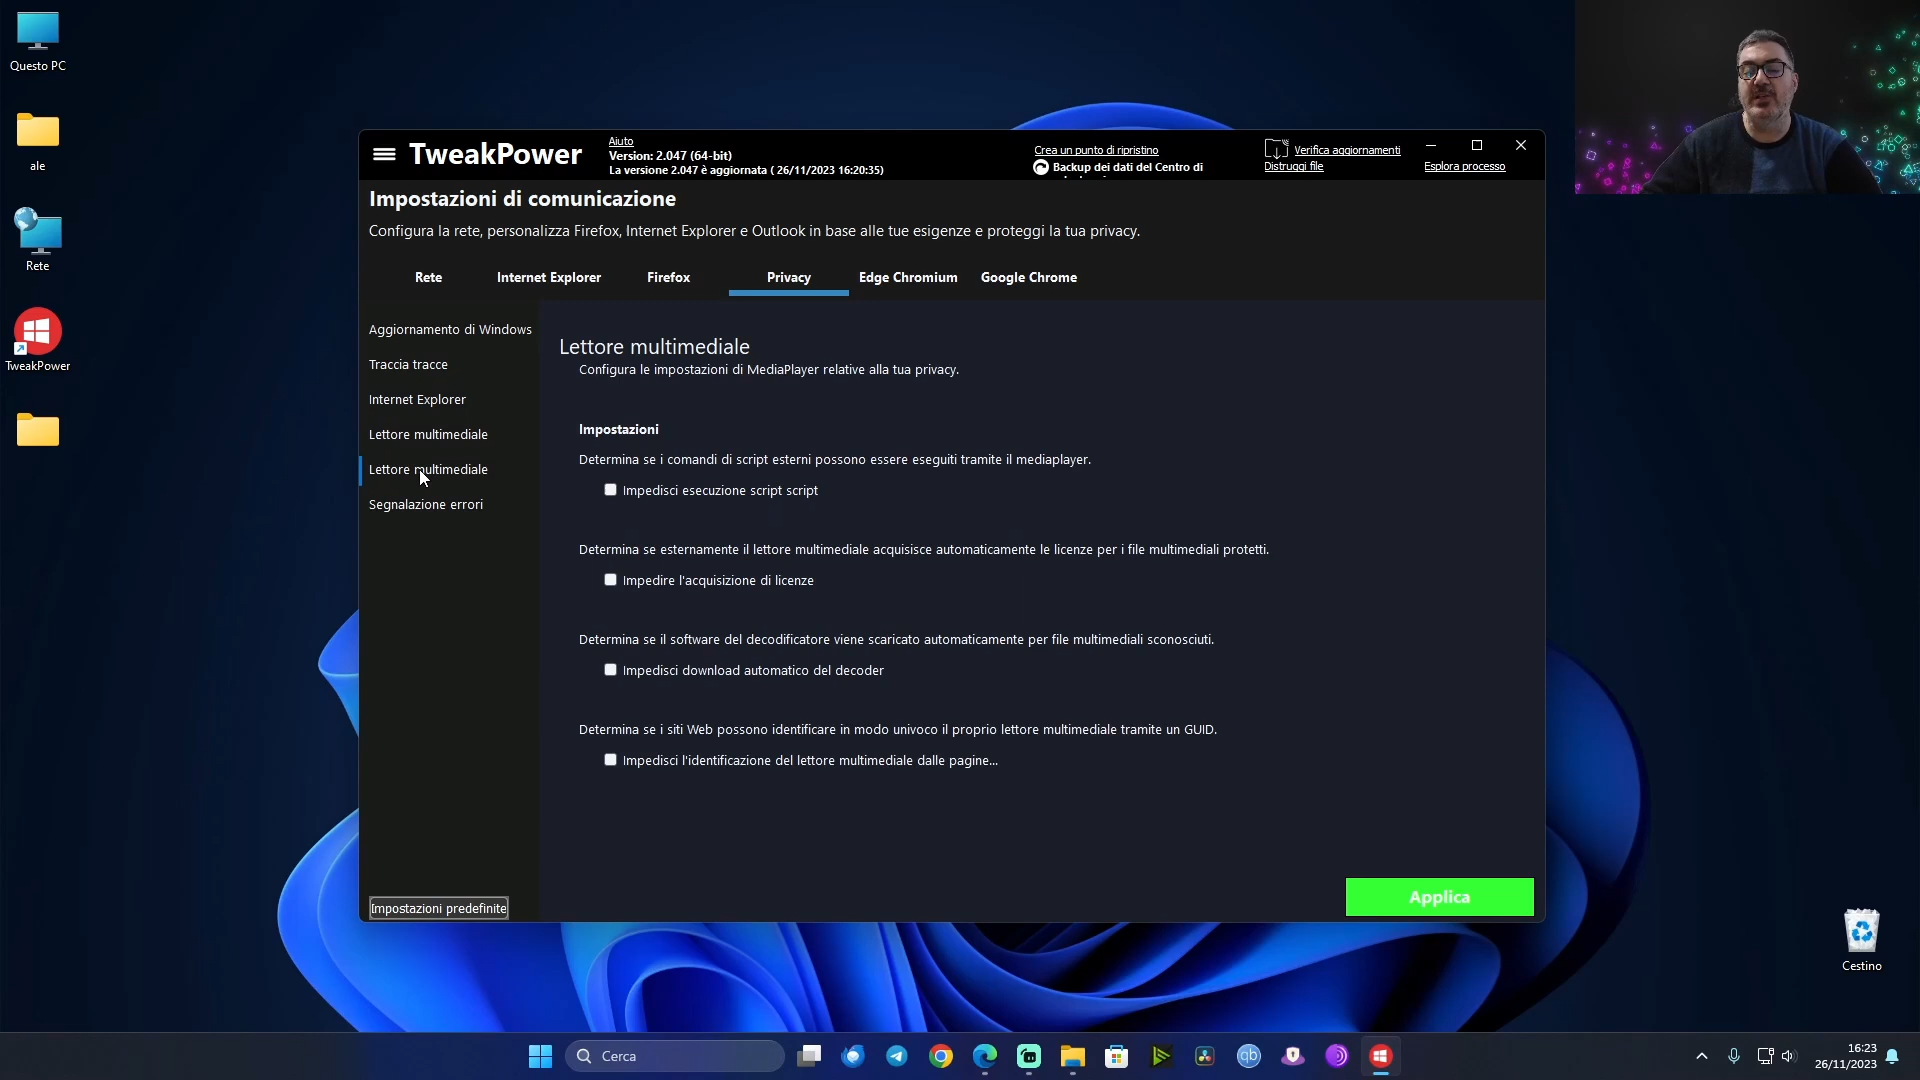 Questo PC
ale
Rete
TweakPower
TweakPower
Aiuto
Version: 2.047 (64-bit)
La versione 2.047 è aggiornata ( 26/11/2023 16:20:35)
Crea un punto di ripristino
Backup dei dati del Centro di
Verifica aggiornamenti
Distruggi file
Esplora processo
Impostazioni di comunicazione
Configura la rete, personalizza Firefox, Internet Explorer e Outlook in base alle tue esigenze e proteggi la tua privacy.
Rete
Internet Explorer
Firefox
Privacy
Edge Chromium
Google Chrome
Aggiornamento di Windows
Traccia tracce
Internet Explorer
Lettore multimediale
Lettore multimediale
Segnalazione errori
Lettore multimediale
Configura le impostazioni di MediaPlayer relative alla tua privacy.
Impostazioni
Determina se i comandi di script esterni possono essere eseguiti tramite il mediaplayer.
Impedisci esecuzione script script
Determina se esternamente il lettore multimediale acquisisce automaticamente le licenze per i file multimediali protetti.
Impedire l'acquisizione di licenze
Determina se il software del decodificatore viene scaricato automaticamente per file multimediali sconosciuti.
Impedisci download automatico del decoder
Determina se i siti Web possono identificare in modo univoco il proprio lettore multimediale tramite un GUID.
Impedisci l'identificazione del lettore multimediale dalle pagine...
Impostazioni predefinite
Applica
Cestino
Cerca
qb
16:23
26/11/2023